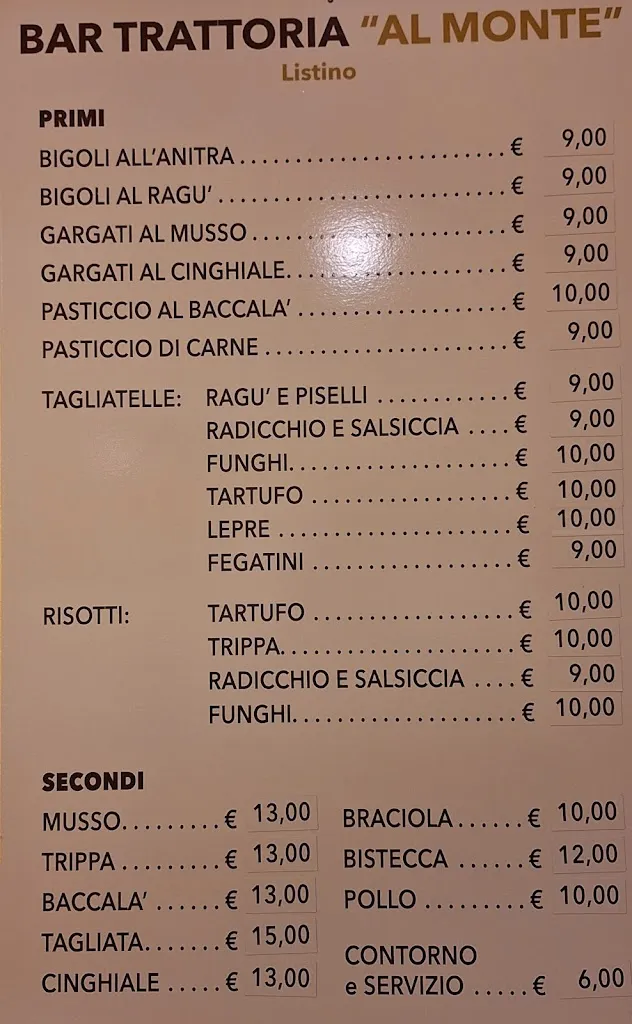 BAR TRATTORIA "AL MONTE"
Listino
PRIMI
BIGOLI ALL'ANITRA ........................ € 9,00
BIGOLI AL RAGU' .......................... € 9,00
GARGATI AL MUSSO ....................... € 9,00
GARGATI AL CINGHIALE .................... € 9,00
PASTICCIO AL BACCALA' ................... € 10,00
PASTICCIO DI CARNE ...................... € 9,00
TAGLIATELLE: RAGU' E PISELLI ............ € 9,00
RADICCHIO E SALSICCIA .... € 9,00
FUNGHI..................... € 10,00
TARTUFO ................... € 10,00
LEPRE ...................... € 10,00
FEGATINI ................... € 9,00
RISOTTI: TARTUFO ................... € 10,00
TRIPPA...................... € 10,00
RADICCHIO E SALSICCIA .... € 9,00
FUNGHI..................... € 10,00
SECONDI
MUSSO......... € 13,00
TRIPPA ......... € 13,00
BACCALA' ...... € 13,00
TAGLIATA....... € 15,00
CINGHIALE ..... € 13,00
BRACIOLA ...... € 10,00
BISTECCA ...... € 12,00
POLLO ......... € 10,00
CONTORNO
e SERVIZIO ..... € 6,00